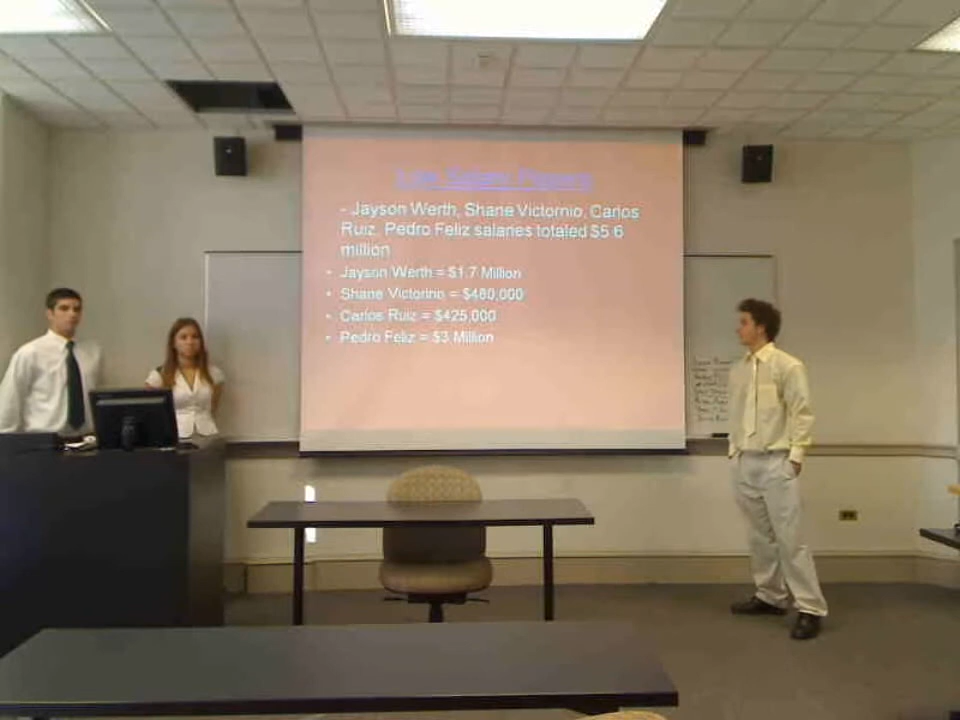 Low Salary Players
- Jayson Werth, Shane Victornio, Carlos
Ruiz, Pedro Feliz salaries totaled $5.6
million
• Jayson Werth = $1.7 Million
• Shane Victorino = $480,000
• Carlos Ruiz = $425,000
• Pedro Feliz = $3 Million